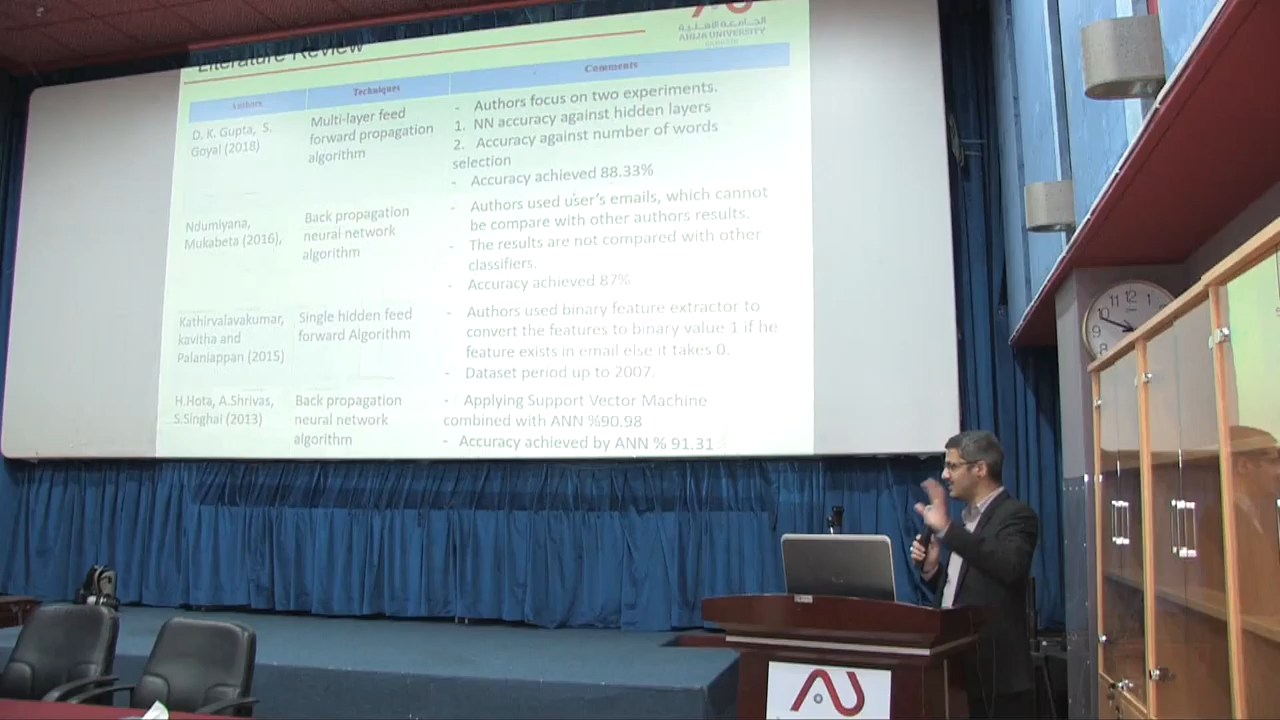 Literature Review
الجامعة الأهلية
AHLIA UNIVERSITY
BAHRAIN
Authors
Techniques
Comments
D. K. Gupta, S.
Goyal (2018)
Multi-layer feed
forward propagation
algorithm
- Authors focus on two experiments.
1. NN accuracy against hidden layers
2. Accuracy against number of words
selection
- Accuracy achieved 88.33%
Ndumiyana,
Mukabeta (2016),
Back propagation
neural network
algorithm
- Authors used user's emails, which cannot
be compare with other authors results.
- The results are not compared with other
classifiers.
- Accuracy achieved 87%
Kathirvalavakumar,
kavitha and
Palaniappan (2015)
Single hidden feed
forward Algorithm
- Authors used binary feature extractor to
convert the features to binary value 1 if he
feature exists in email else it takes 0.
- Dataset period up to 2007.
H.Hota, A.Shrivas,
S.Singhai (2013)
Back propagation
neural network
algorithm
- Applying Support Vector Machine
combined with ANN %90.98
- Accuracy achieved by ANN % 91.31
11 12 1
10
9
8
AU